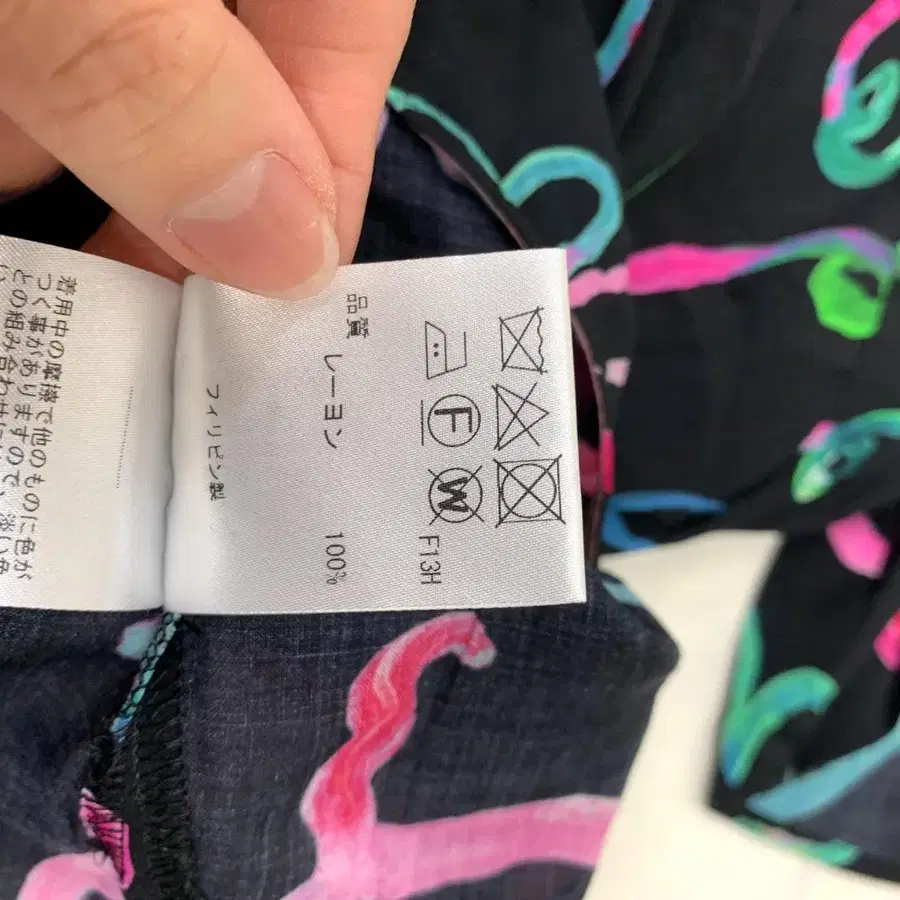 F W F13H
品質 レーヨン 100%
フィリピン製
着用中の摩擦で他のものに色が
つく事がありますので、淡い色
との組み合わせに